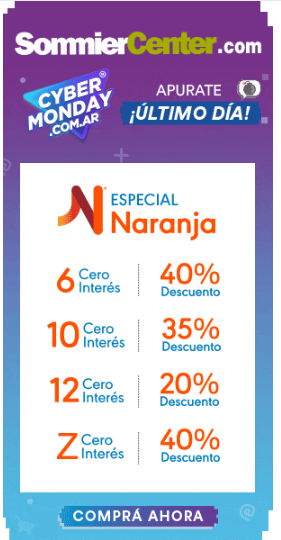 SommierCenter.com
CYBER
MONDAY
.COM.AR
APURATE
¡ÚLTIMO DÍA!
ESPECIAL
Naranja
6 Cero Interés 40% Descuento
10 Cero Interés 35% Descuento
12 Cero Interés 20% Descuento
Z Cero Interés 40% Descuento
COMPRÁ AHORA